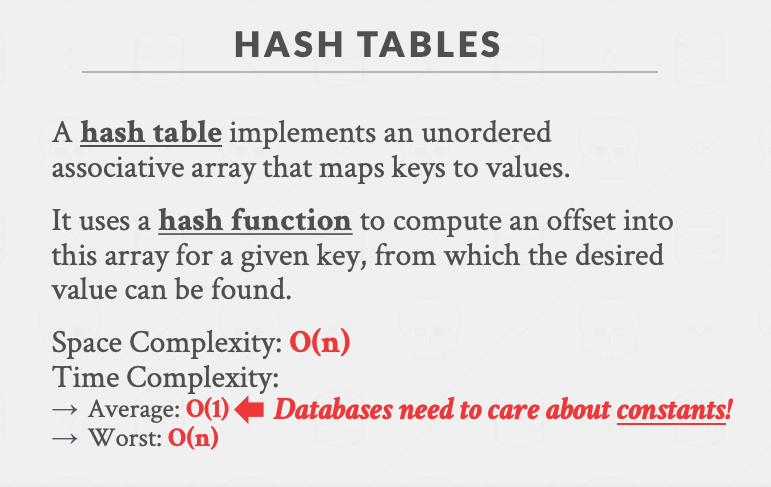 HASH TABLES
A hash table implements an unordered
associative array that maps keys to values.
It uses a hash function to compute an offset into
this array for a given key, from which the desired
value can be found.
Space Complexity: O(n)
Time Complexity:
→ Average: O(1) Databases need to care about constants!
→ Worst: O(n)